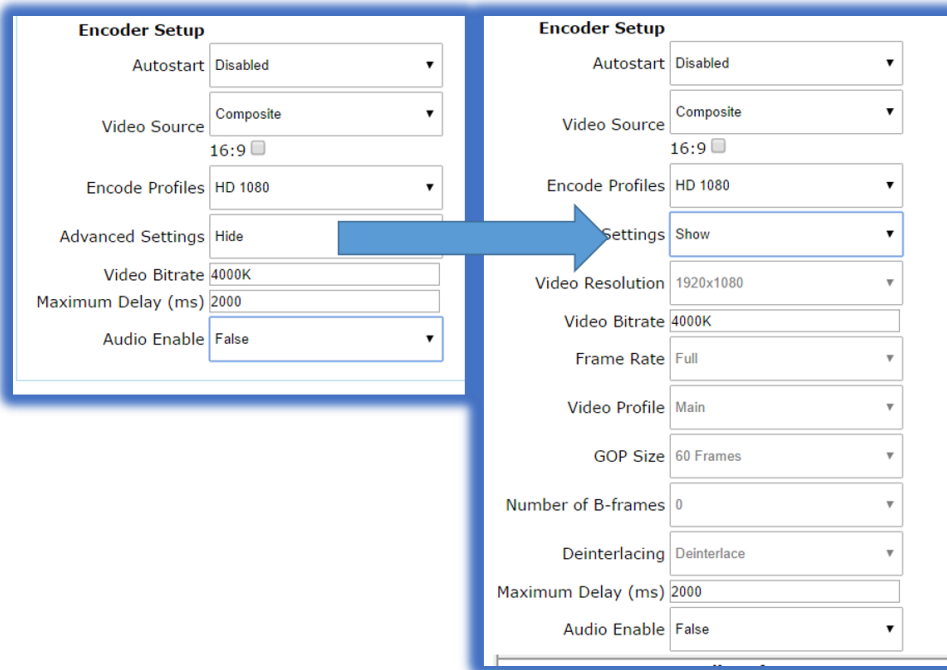 Encoder Setup
Autostart Disabled
Video Source Composite
16:9
Encode Profiles HD 1080
Advanced Settings Hide
Video Bitrate 4000K
Maximum Delay (ms) 2000
Audio Enable False
Encoder Setup
Autostart Disabled
Video Source Composite
16:9
Encode Profiles HD 1080
Settings Show
Video Resolution 1920x1080
Video Bitrate 4000K
Frame Rate Full
Video Profile Main
GOP Size 60 Frames
Number of B-frames 0
Deinterlacing Deinterlace
Maximum Delay (ms) 2000
Audio Enable False